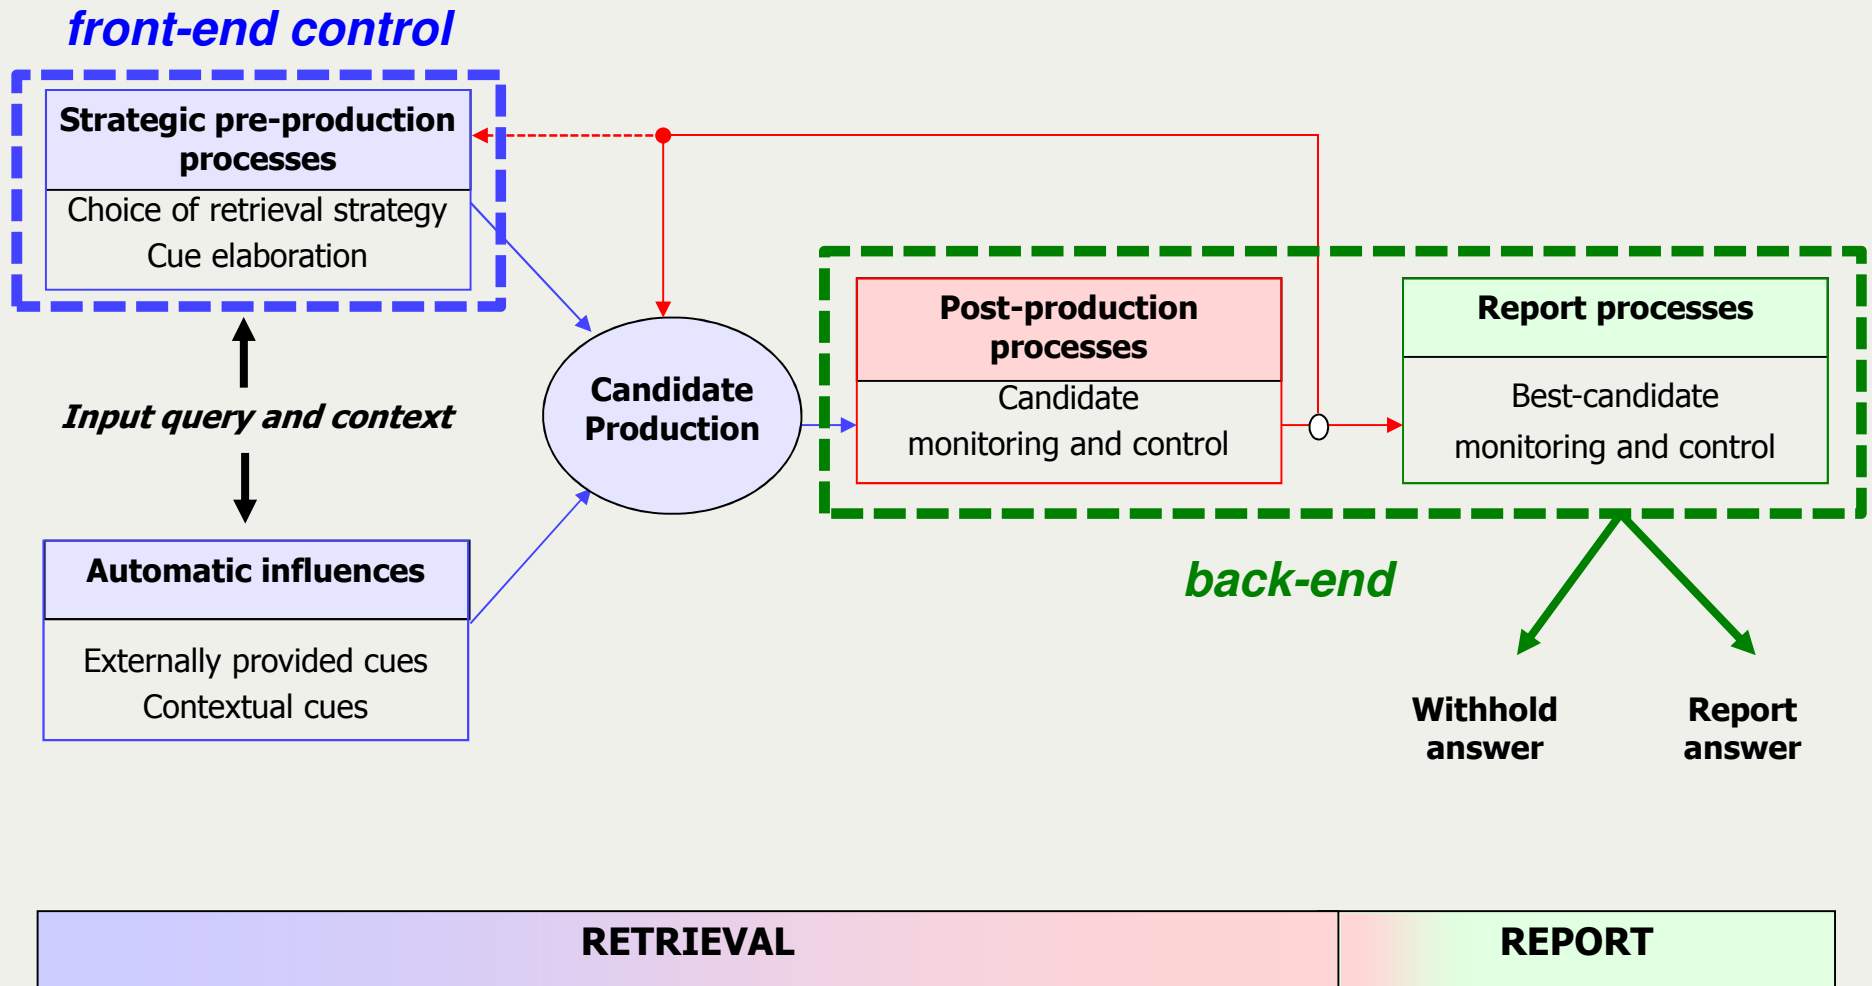 front-end control
Strategic pre-production
processes
Choice of retrieval strategy
Cue elaboration
Input query and context
Automatic influences
Externally provided cues
Contextual cues
Candidate
Production
Post-production
processes
Candidate
monitoring and control
Report processes
Best-candidate
monitoring and control
back-end
Withhold
answer
Report
answer
RETRIEVAL
REPORT